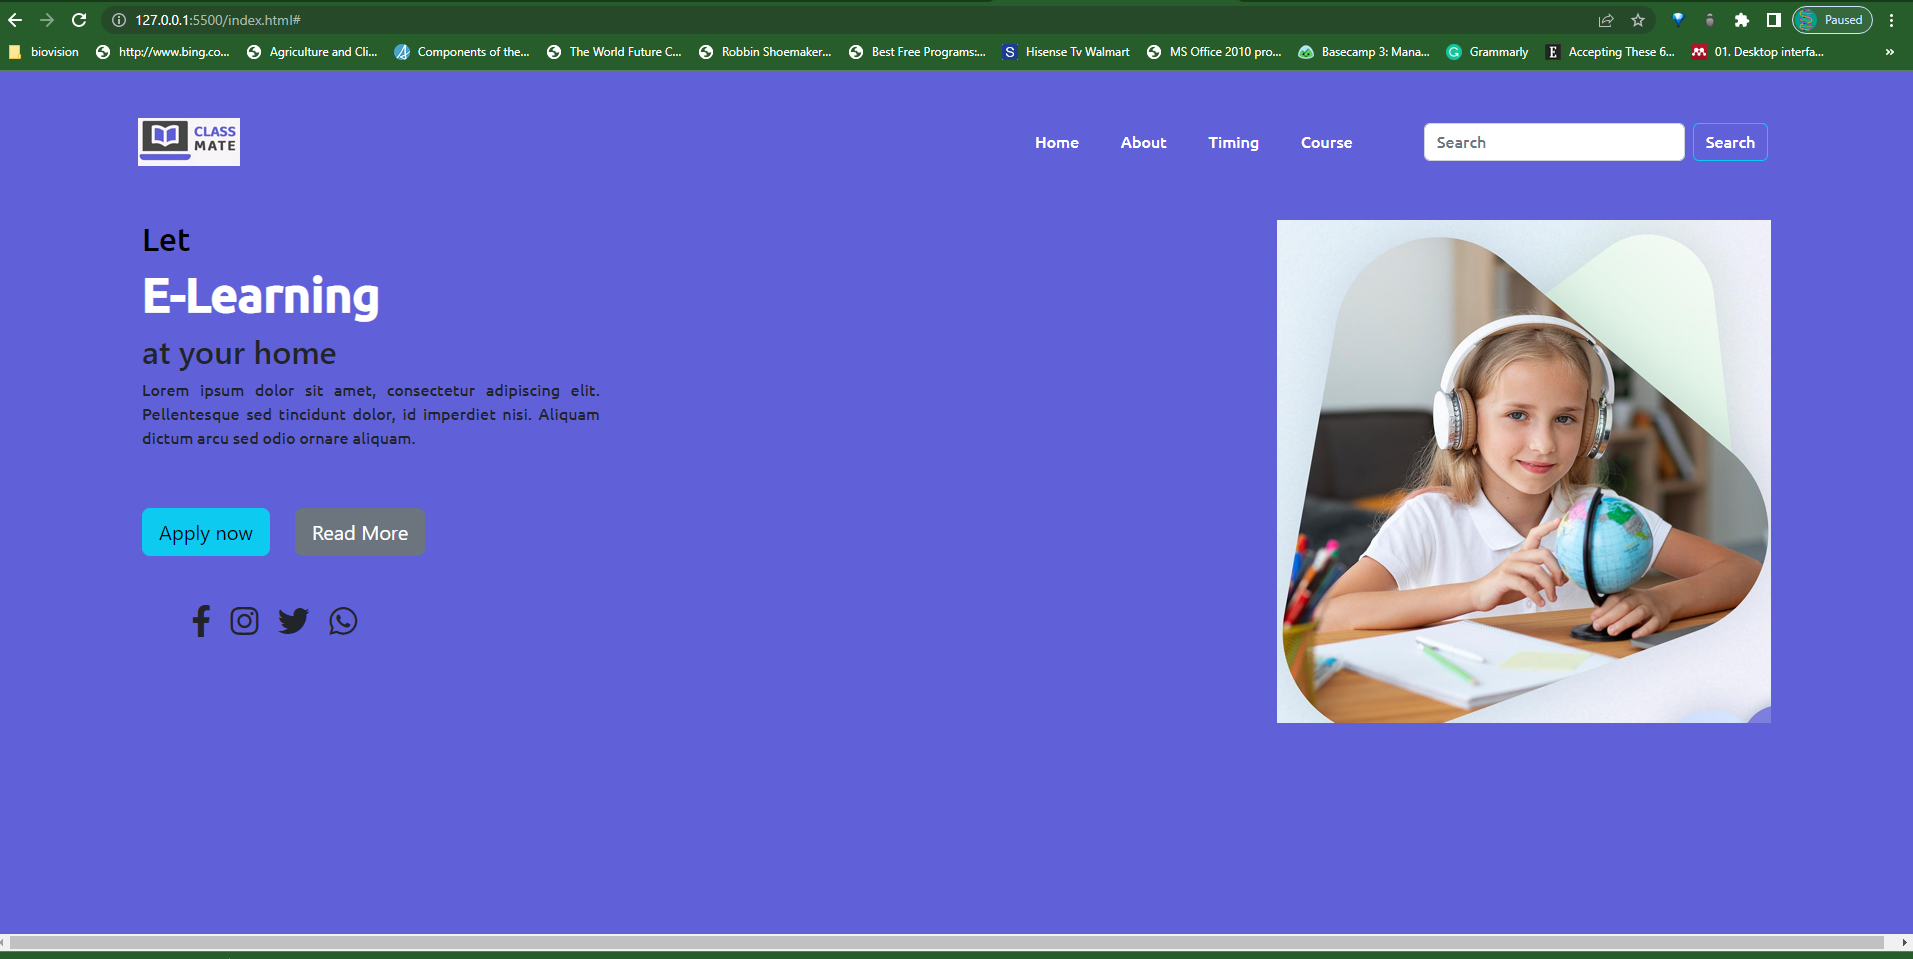 127.0.0.1:5500/index.html#
Paused
biovision
http://www.bing.co...
Agriculture and Cli...
Components of the...
The World Future C...
Robbin Shoemaker...
Best Free Programs:...
Hisense Tv Walmart
MS Office 2010 pro...
Basecamp 3: Mana...
Grammarly
Accepting These 6...
01. Desktop interfa...
»
CLASS
MATE
Home
About
Timing
Course
Search
Search
Let
E-Learning
at your home
Lorem ipsum dolor sit amet, consectetur adipiscing elit.
Pellentesque sed tincidunt dolor, id imperdiet nisi. Aliquam
dictum arcu sed odio ornare aliquam.
Apply now
Read More